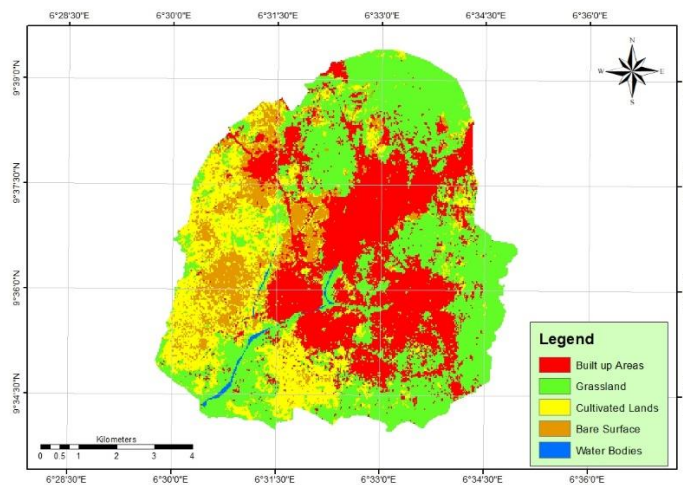 6°28'30"E 6°30'0"E 6°31'30"E 6°33'0"E 6°34'30"E 6°36'0"E
N
W E
S
9°39'0"N
9°37'30"N
9°36'0"N
9°34'30"N
Legend
Built up Areas
Grassland
Cultivated Lands
Bare Surface
Water Bodies
Kilometers
0 0.5 1 2 3 4
6°28'30"E 6°30'0"E 6°31'30"E 6°33'0"E 6°34'30"E 6°36'0"E